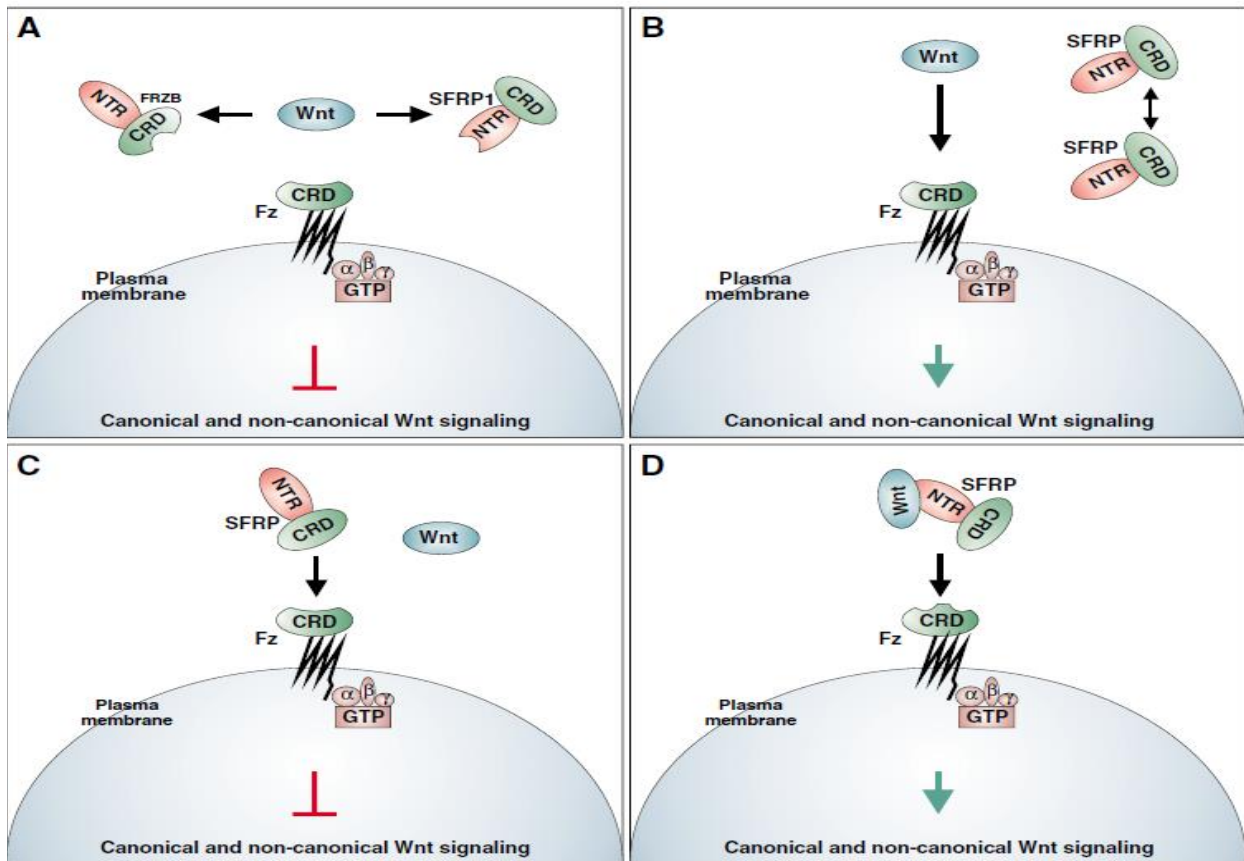 A
NTR
FRZB
CRD
Wnt
SFRP1
CRD
NTR
CRD
Fz
Plasma
membrane
α β γ
GTP
Canonical and non-canonical Wnt signaling
B
Wnt
SFRP
CRD
NTR
SFRP
CRD
NTR
CRD
Fz
Plasma
membrane
α β γ
GTP
Canonical and non-canonical Wnt signaling
C
NTR
SFRP
CRD
Wnt
CRD
Fz
Plasma
membrane
α β γ
GTP
Canonical and non-canonical Wnt signaling
D
Wnt
NTR
SFRP
CRD
CRD
Fz
Plasma
membrane
α β γ
GTP
Canonical and non-canonical Wnt signaling